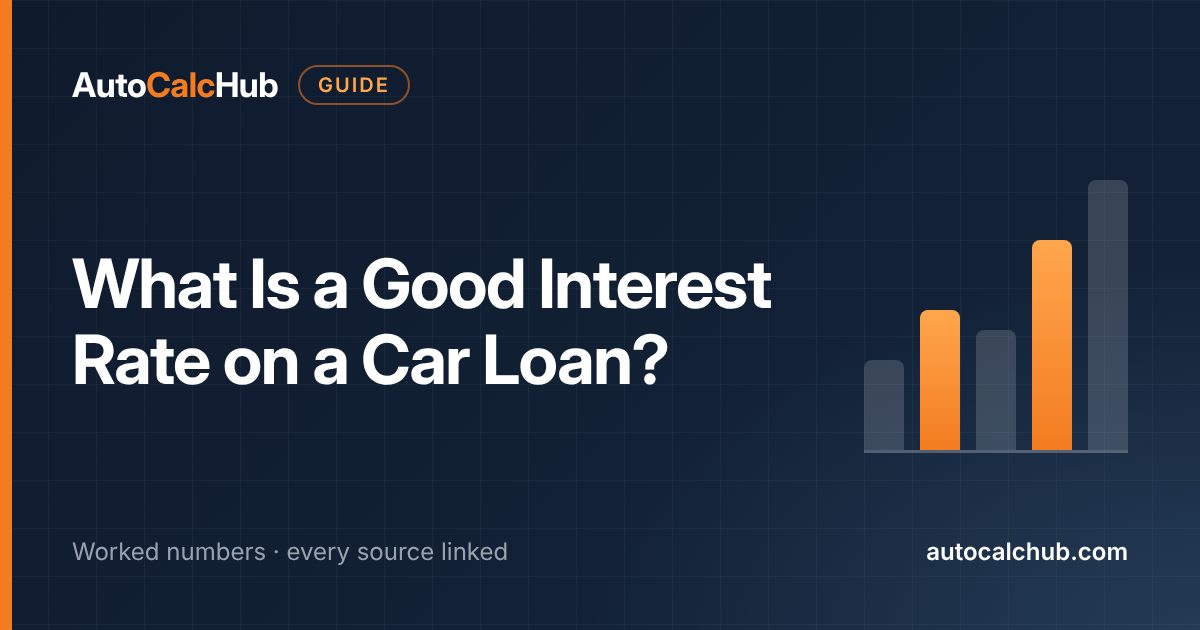 AutoCalcHub GUIDE
What Is a Good Interest
Rate on a Car Loan?
Worked numbers · every source linked
autocalchub.com